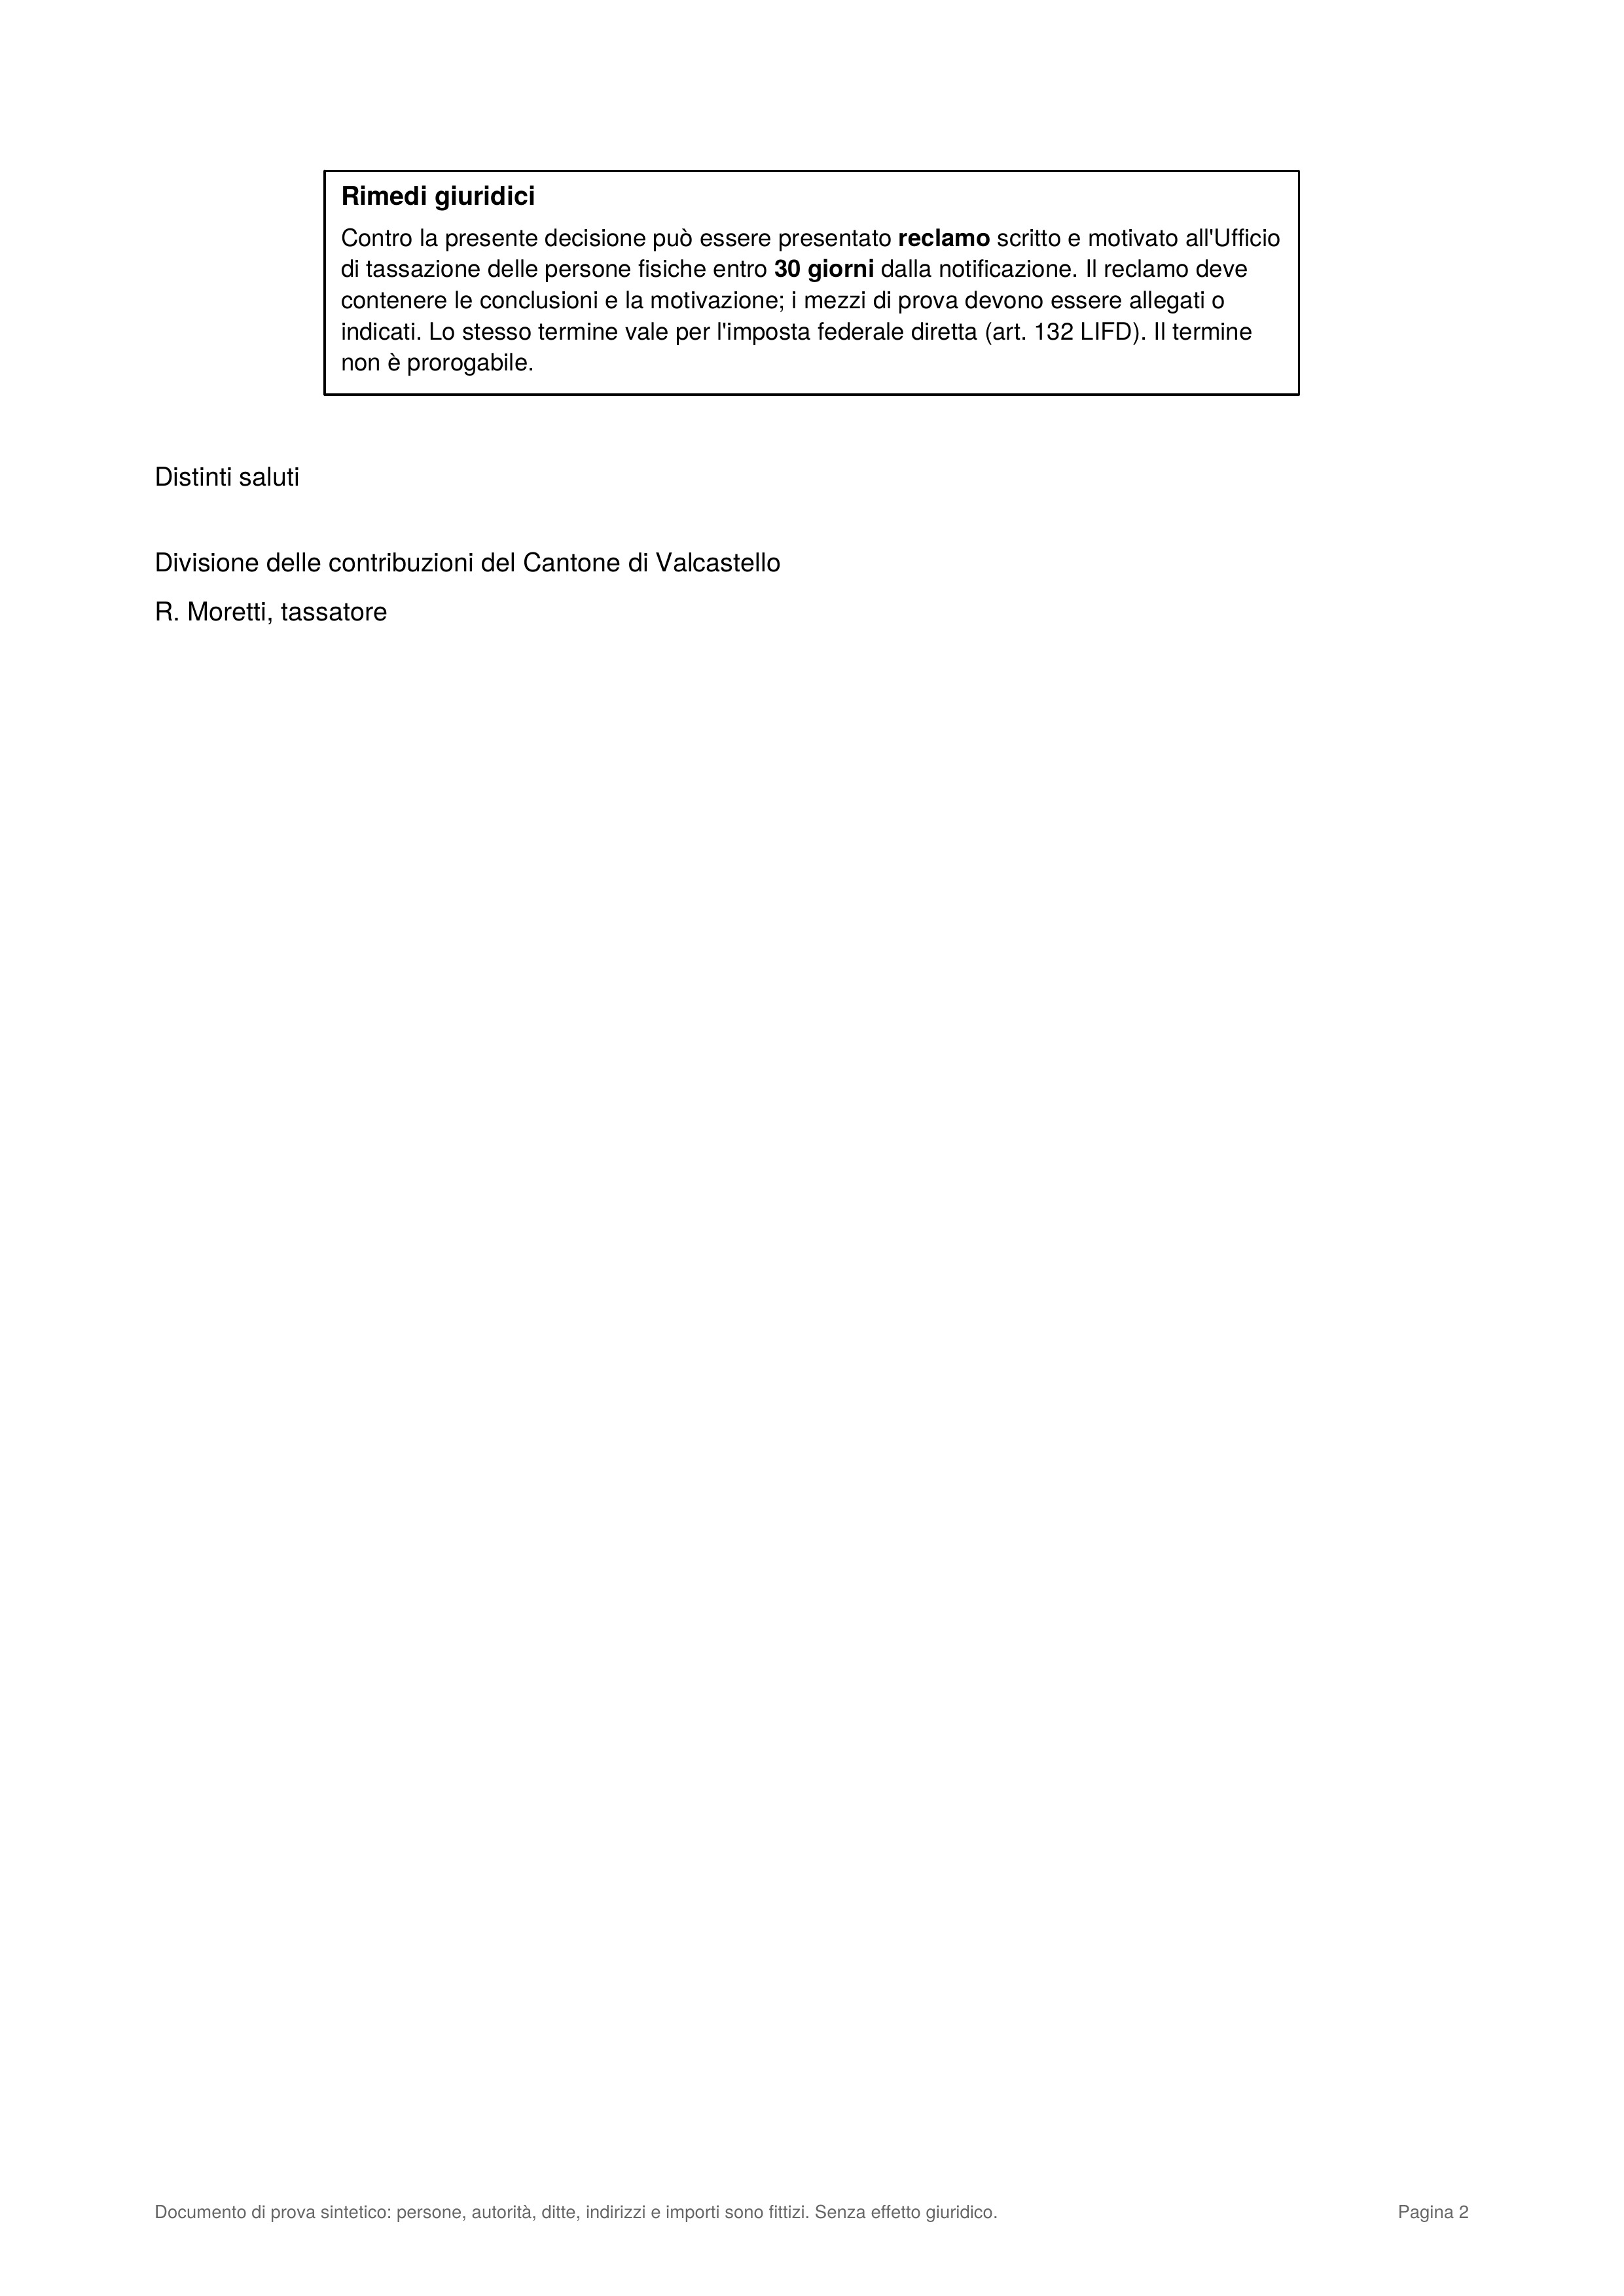 Rimedi giuridici
Contro la presente decisione può essere presentato reclamo scritto e motivato all'Ufficio
di tassazione delle persone fisiche entro 30 giorni dalla notificazione. Il reclamo deve
contenere le conclusioni e la motivazione; i mezzi di prova devono essere allegati o
indicati. Lo stesso termine vale per l'imposta federale diretta (art. 132 LIFD). Il termine
non è prorogabile.
Distinti saluti
Divisione delle contribuzioni del Cantone di Valcastello
R. Moretti, tassatore
Documento di prova sintetico: persone, autorità, ditte, indirizzi e importi sono fittizi. Senza effetto giuridico. Pagina 2